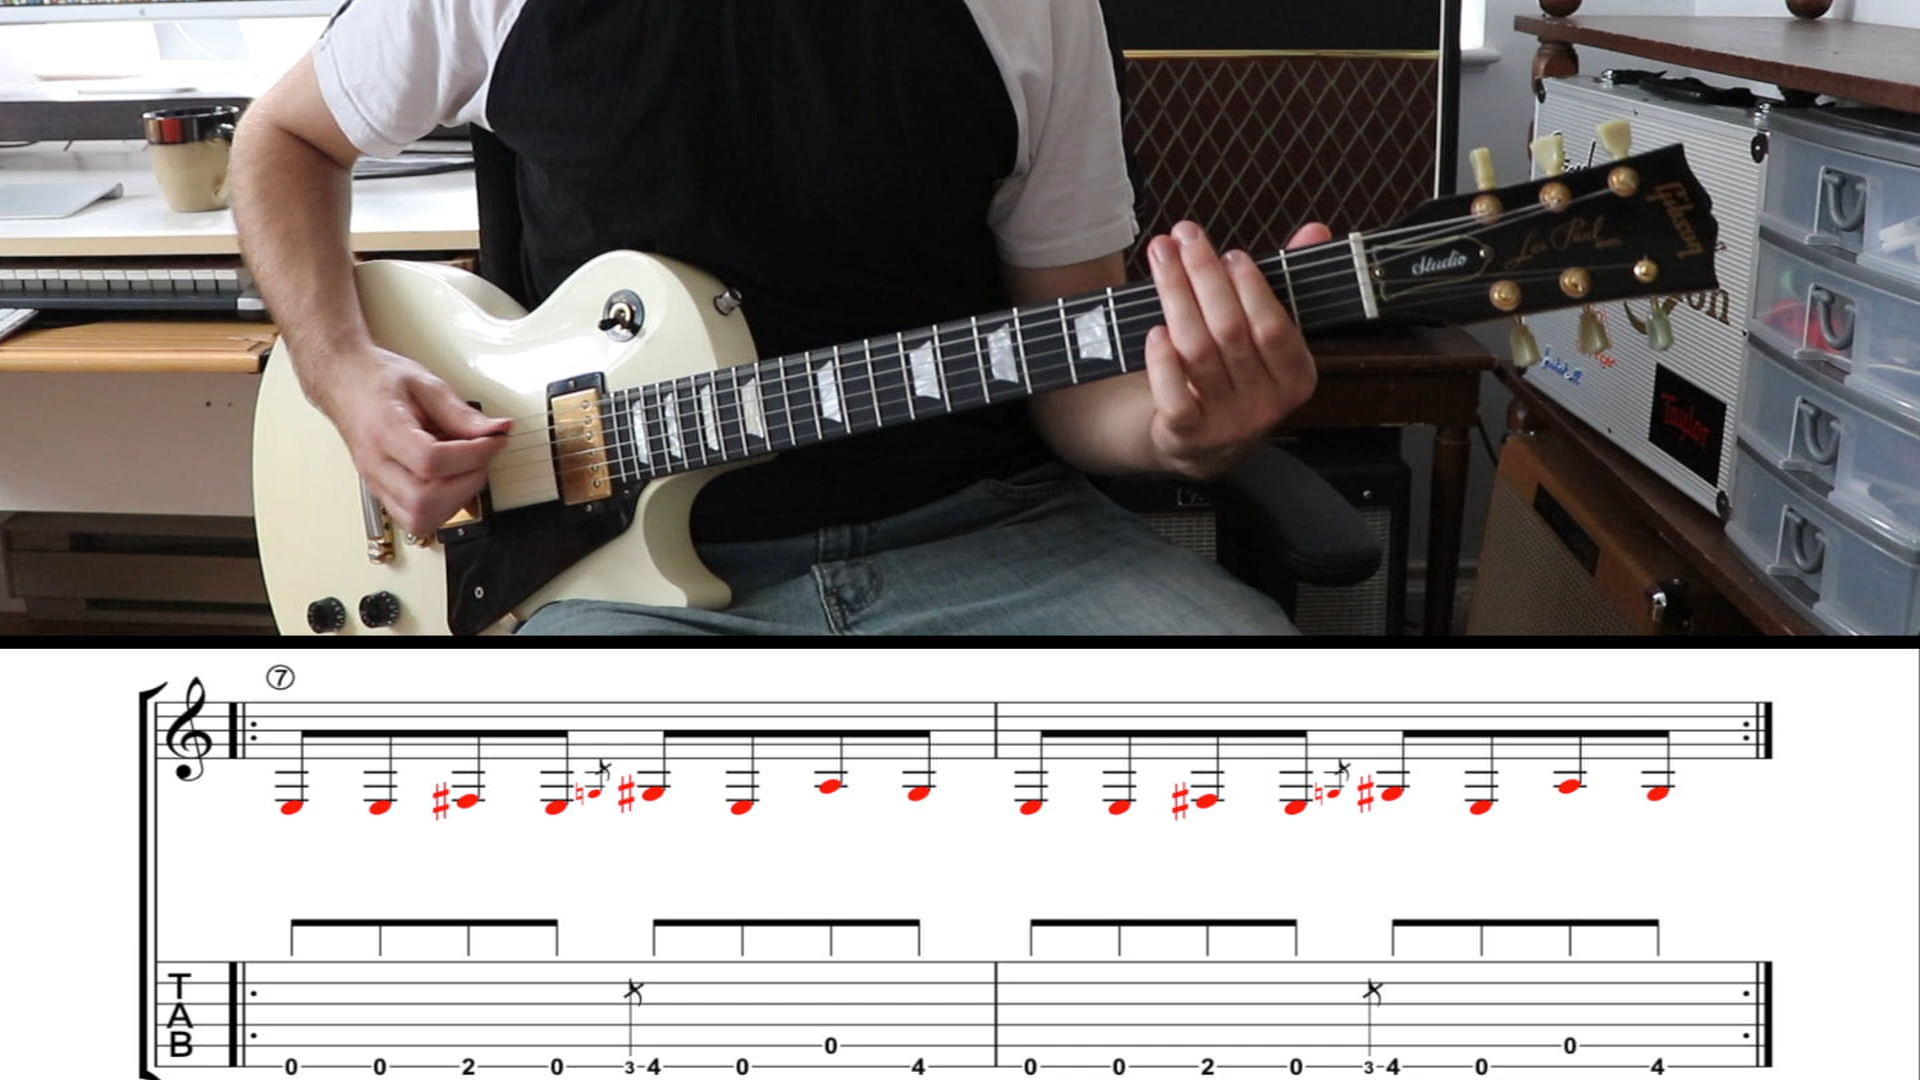 Gibson
Les Paul
Studio
Taylor
⑦
T
A
B
0 0 2 0 3 4 0 0 4 0 0 2 0 3 4 0 0 4